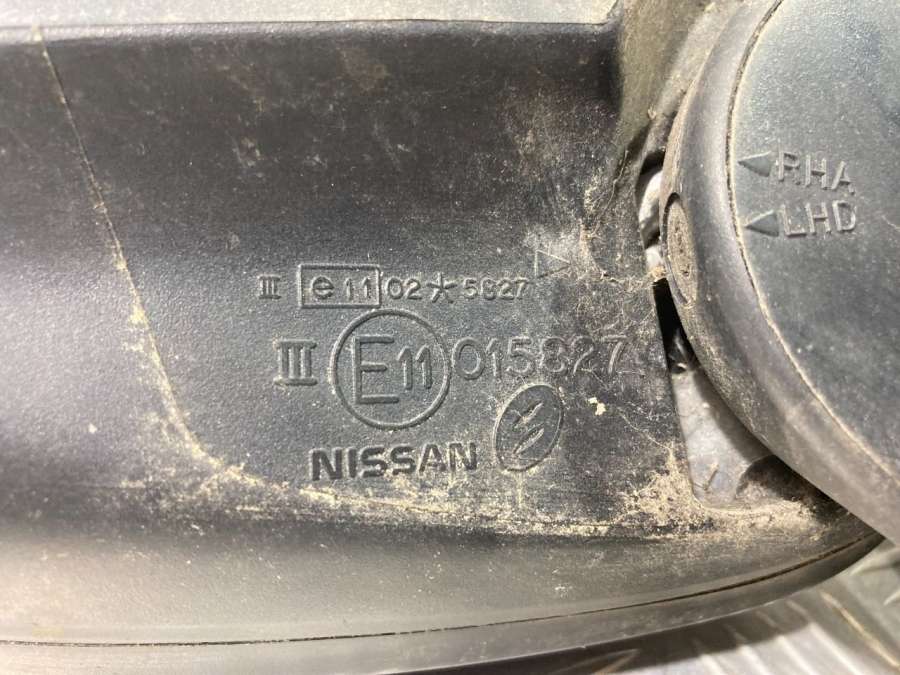 III e11 02*5827
III E11 015827
NISSAN
RHA
LHD